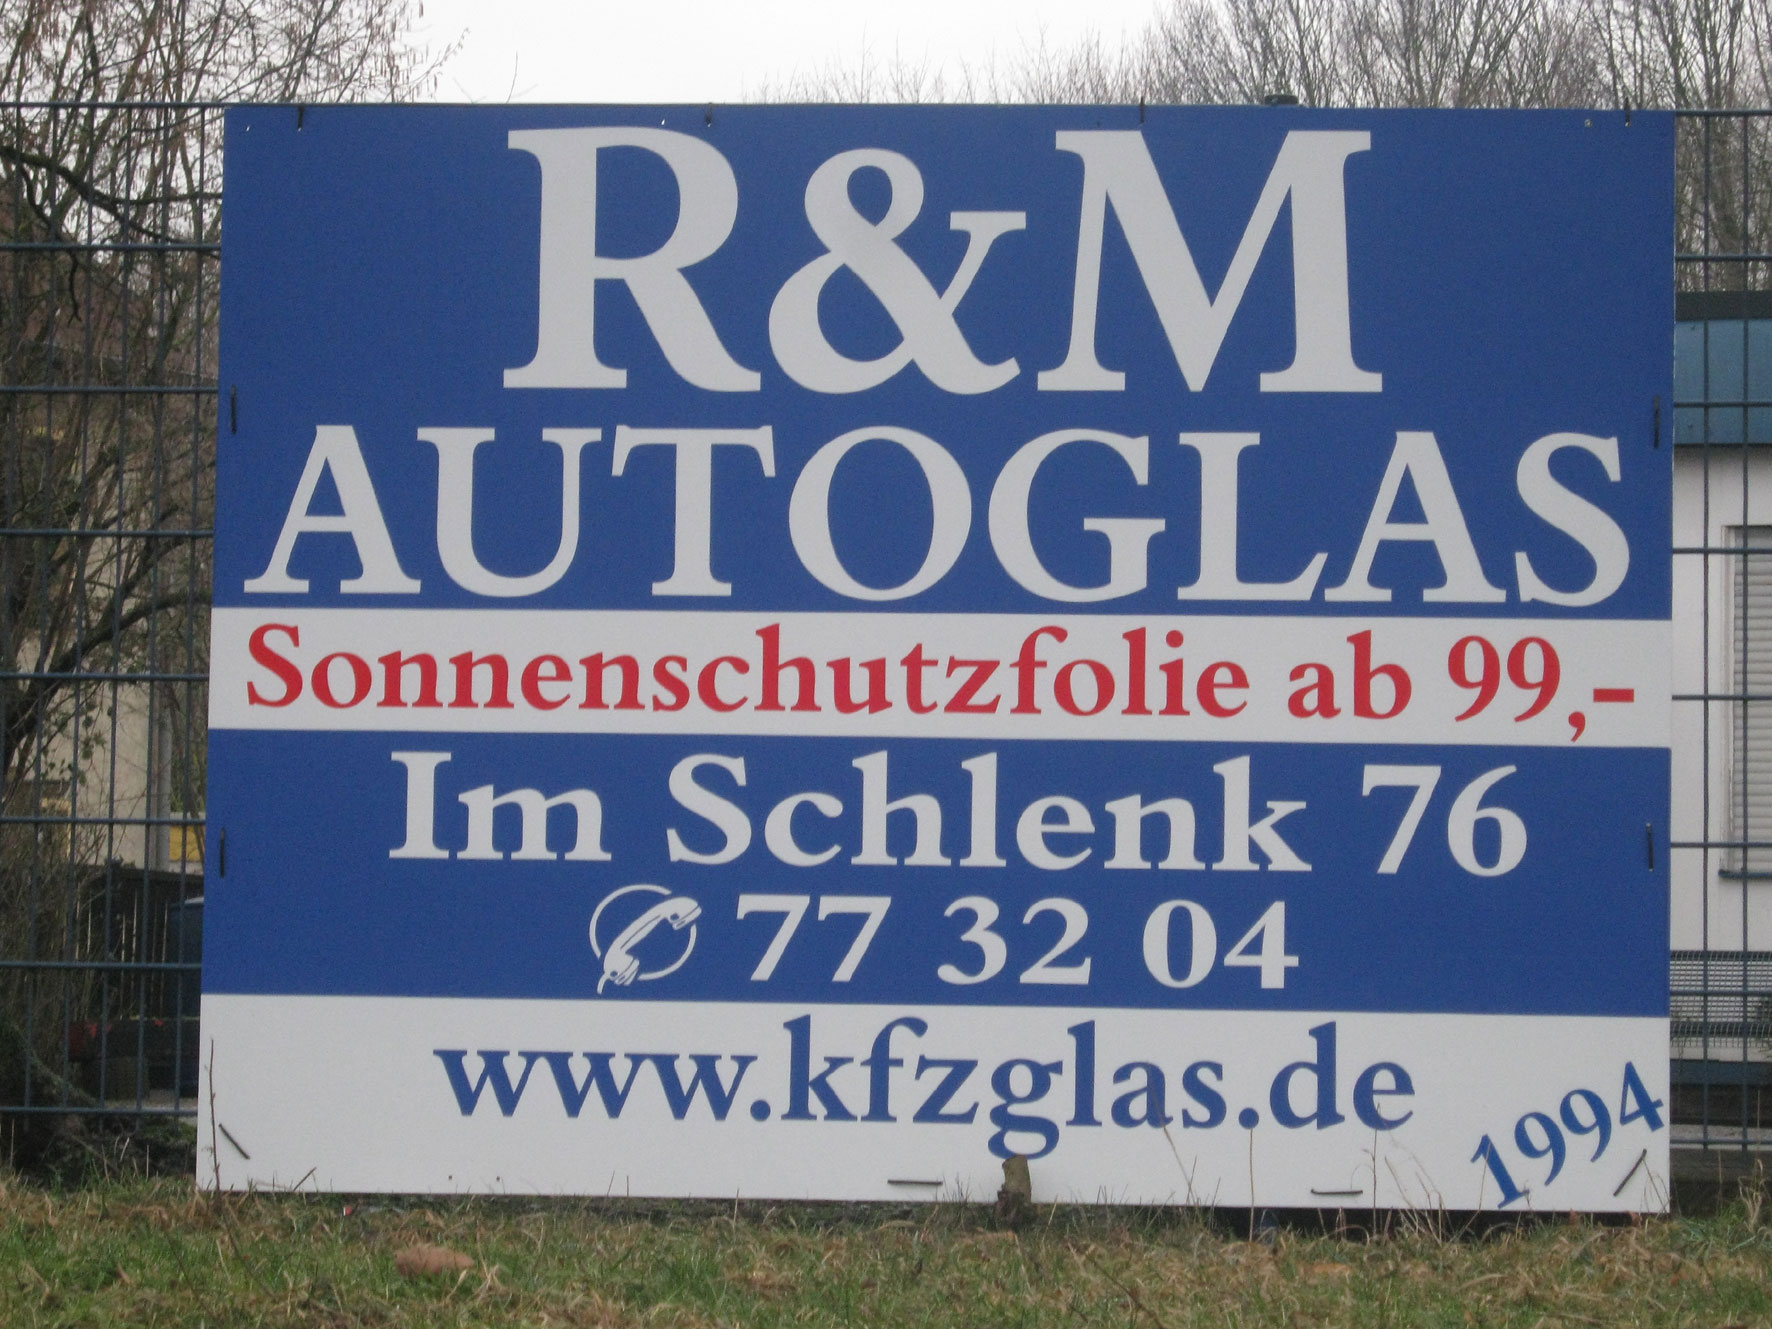 R&M
AUTOGLAS
Sonnenschutzfolie ab 99,-
Im Schlenk 76
77 32 04
www.kfzglas.de
1994